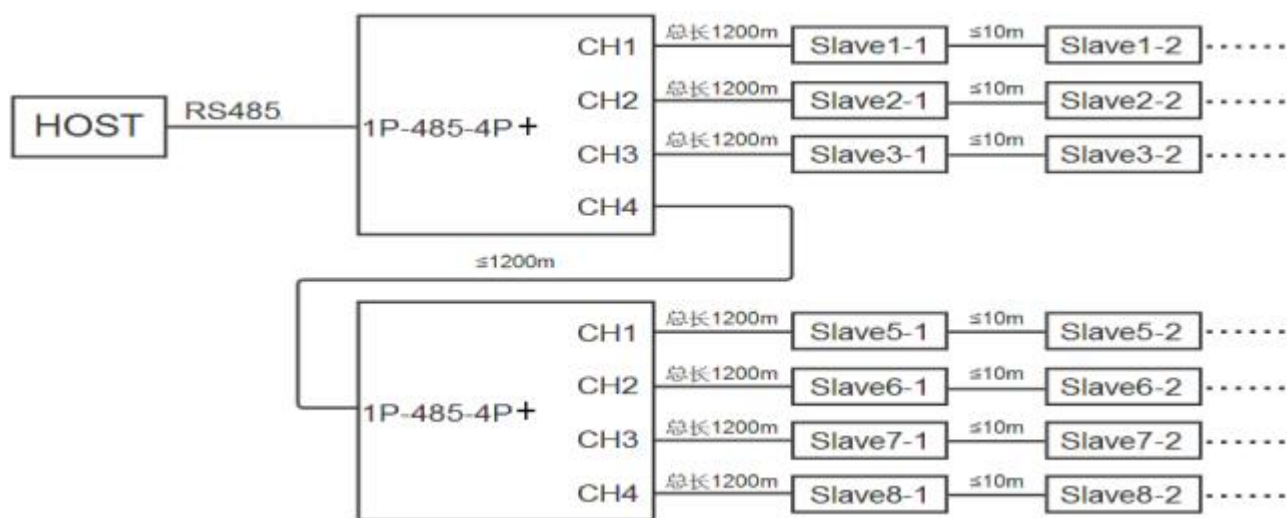 CH1 总长1200m Slave1-1 ≤10m Slave1-2
CH2 总长1200m Slave2-1 ≤10m Slave2-2
HOST RS485 1P-485-4P+
CH3 总长1200m Slave3-1 ≤10m Slave3-2
CH4
≤1200m
CH1 总长1200m Slave5-1 ≤10m Slave5-2
CH2 总长1200m Slave6-1 ≤10m Slave6-2
1P-485-4P+
CH3 总长1200m Slave7-1 ≤10m Slave7-2
CH4 总长1200m Slave8-1 ≤10m Slave8-2